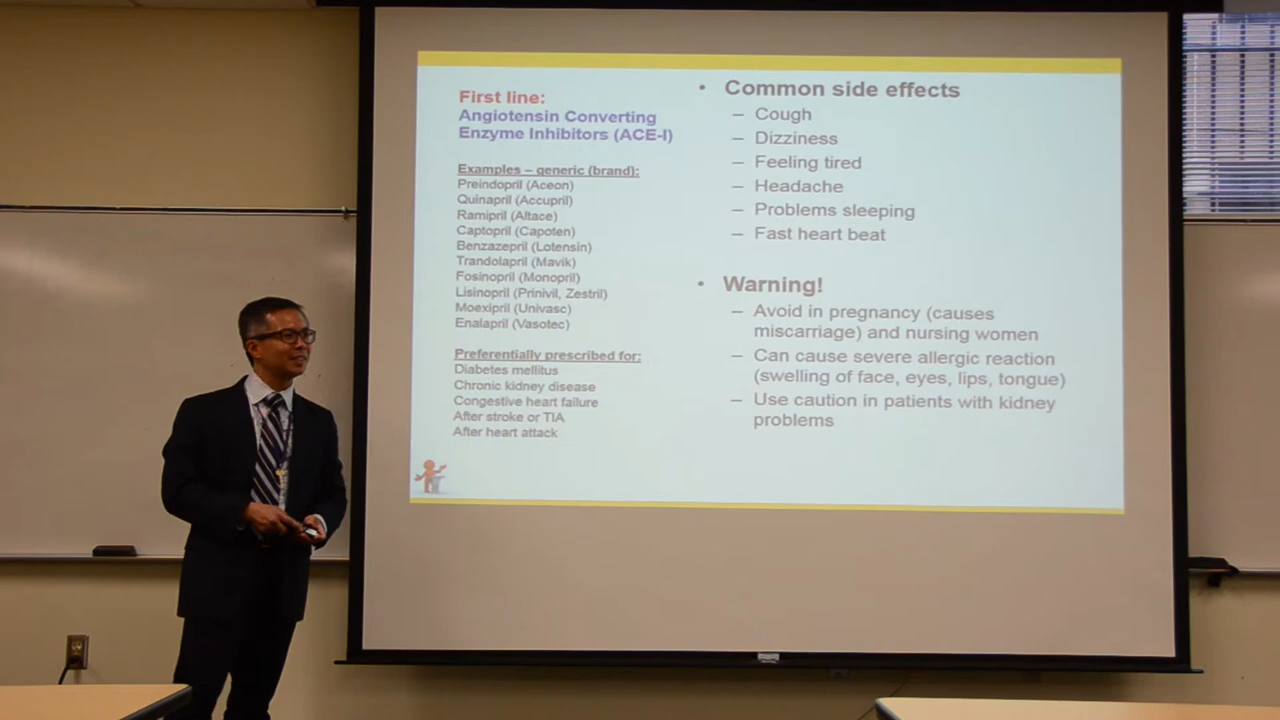 First line:
Angiotensin Converting
Enzyme Inhibitors (ACE-I)
Examples – generic (brand):
Preindopril (Aceon)
Quinapril (Accupril)
Ramipril (Altace)
Captopril (Capoten)
Benzazepril (Lotensin)
Trandolapril (Mavik)
Fosinopril (Monopril)
Lisinopril (Prinivil, Zestril)
Moexipril (Univasc)
Enalapril (Vasotec)
Preferentially prescribed for:
Diabetes mellitus
Chronic kidney disease
Congestive heart failure
After stroke or TIA
After heart attack
• Common side effects
– Cough
– Dizziness
– Feeling tired
– Headache
– Problems sleeping
– Fast heart beat
• Warning!
– Avoid in pregnancy (causes
miscarriage) and nursing women
– Can cause severe allergic reaction
(swelling of face, eyes, lips, tongue)
– Use caution in patients with kidney
problems